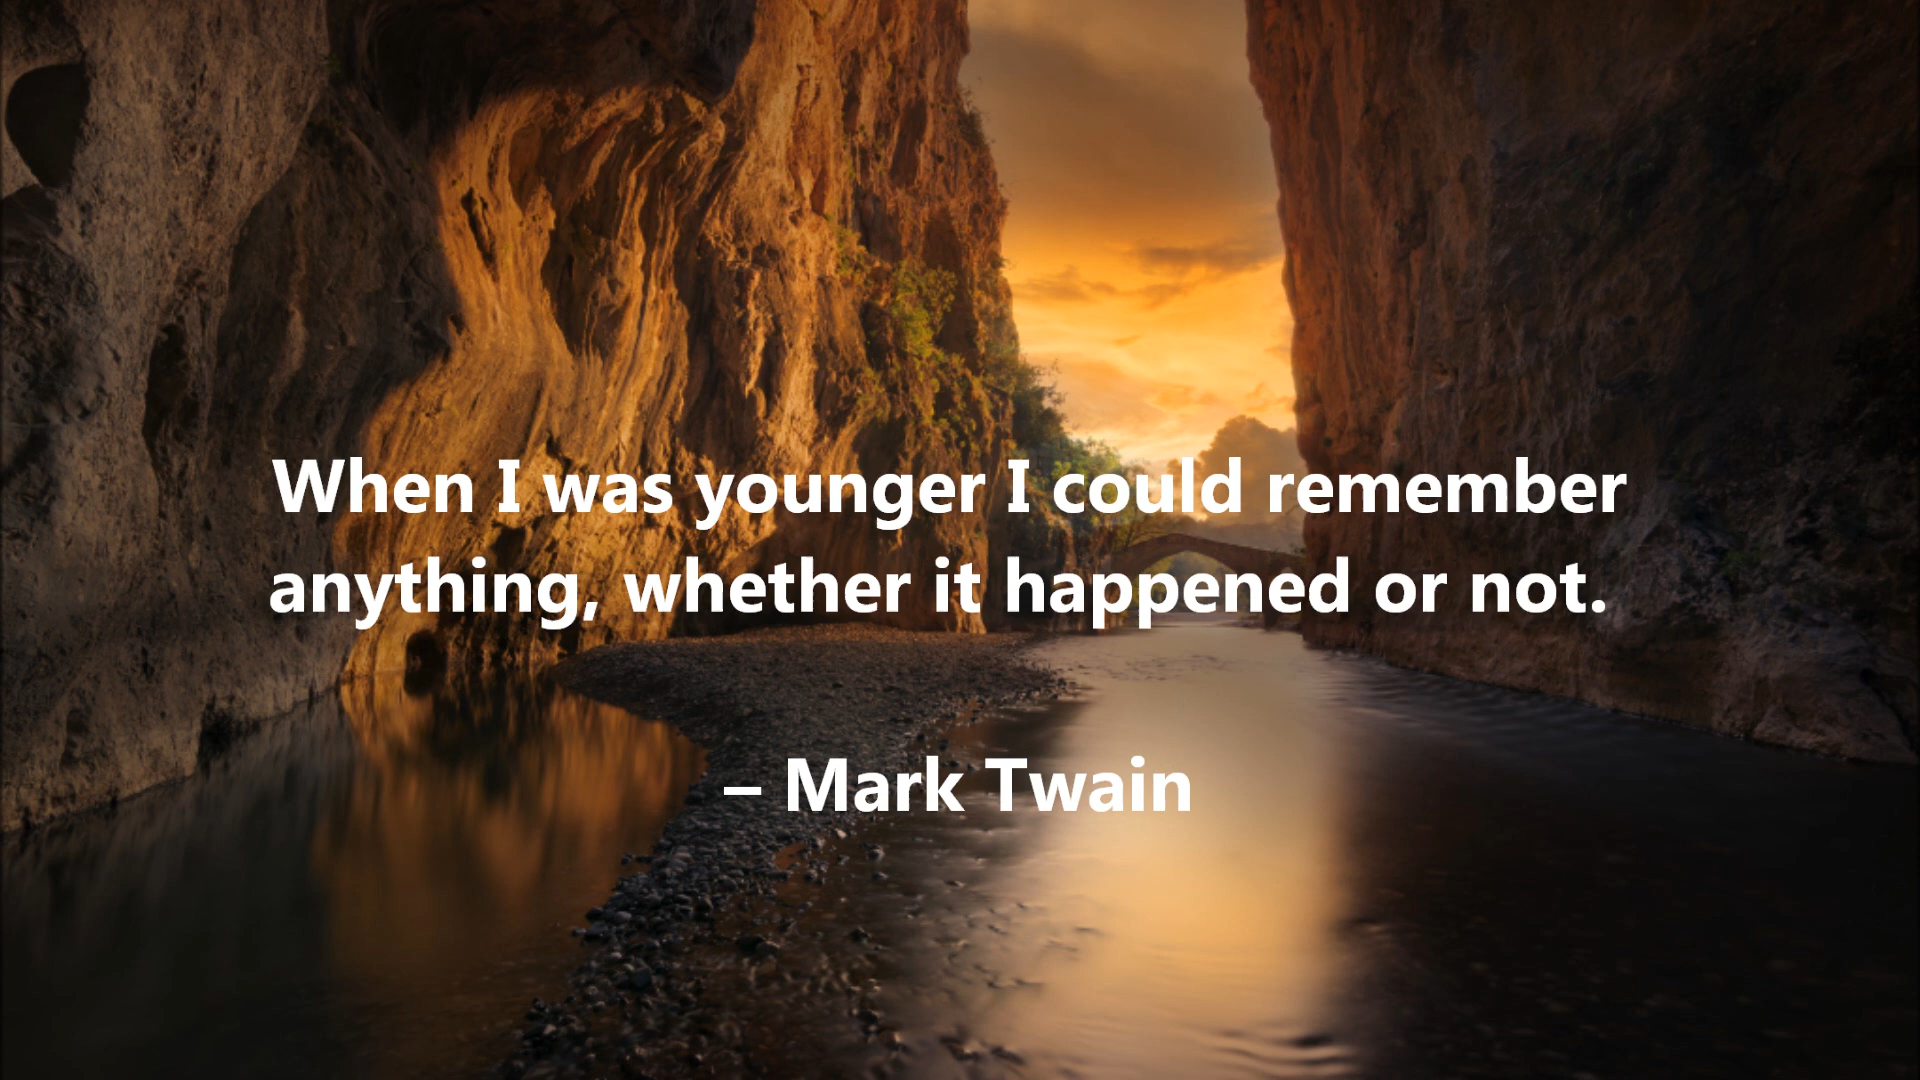 When I was younger I could remember
anything, whether it happened or not.
– Mark Twain